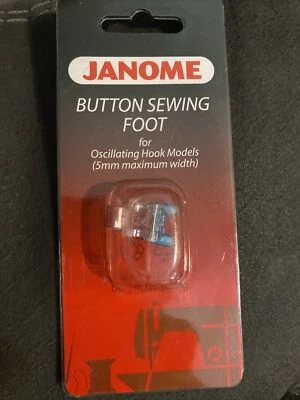 JANOME
BUTTON SEWING
FOOT
for
Oscillating Hook Models
(5mm maximum width)